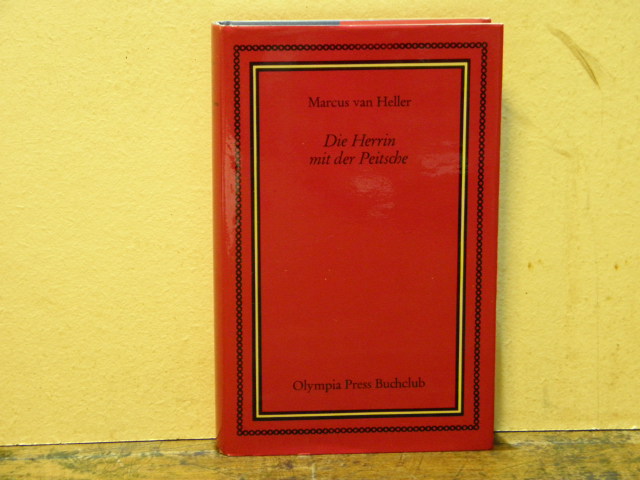 Marcus van Heller
Die Herrin
mit der Peitsche
Olympia Press Buchclub